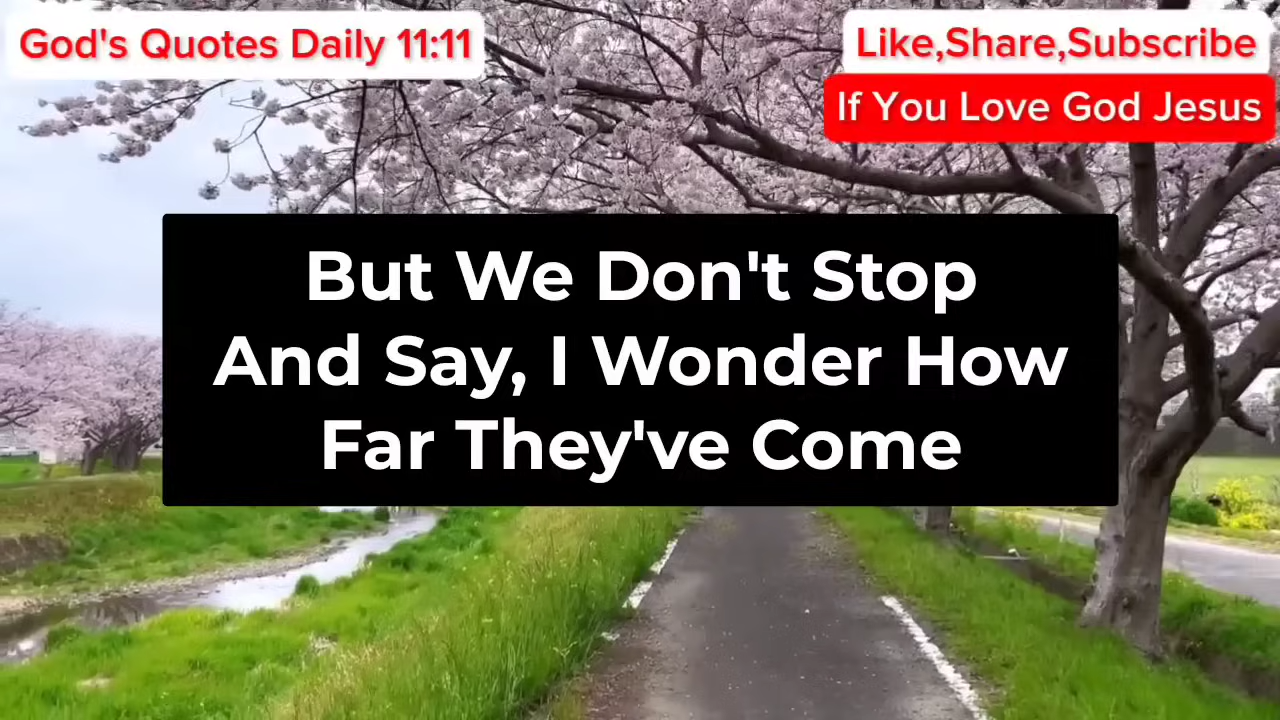 God's Quotes Daily 11:11
Like,Share,Subscribe
If You Love God Jesus
But We Don't Stop
And Say, I Wonder How
Far They've Come